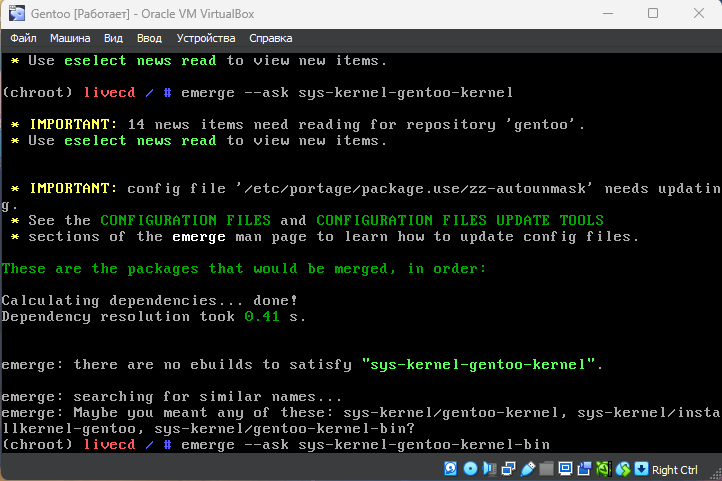 Gentoo [Работает] - Oracle VM VirtualBox
Файл Машина Вид Ввод Устройства Справка
* Use eselect news read to view new items.
(chroot) livecd / # emerge --ask sys-kernel-gentoo-kernel
* IMPORTANT: 14 news items need reading for repository 'gentoo'.
* Use eselect news read to view new items.
* IMPORTANT: config file '/etc/portage/package.use/zz-autounmask' needs updatin
g.
* See the CONFIGURATION FILES and CONFIGURATION FILES UPDATE TOOLS
* sections of the emerge man page to learn how to update config files.
These are the packages that would be merged, in order:
Calculating dependencies... done!
Dependency resolution took 0.41 s.
emerge: there are no ebuilds to satisfy "sys-kernel-gentoo-kernel".
emerge: searching for similar names...
emerge: Maybe you meant any of these: sys-kernel/gentoo-kernel, sys-kernel/insta
llkernel-gentoo, sys-kernel/gentoo-kernel-bin?
(chroot) livecd / # emerge --ask sys-kernel-gentoo-kernel-bin
Right Ctrl